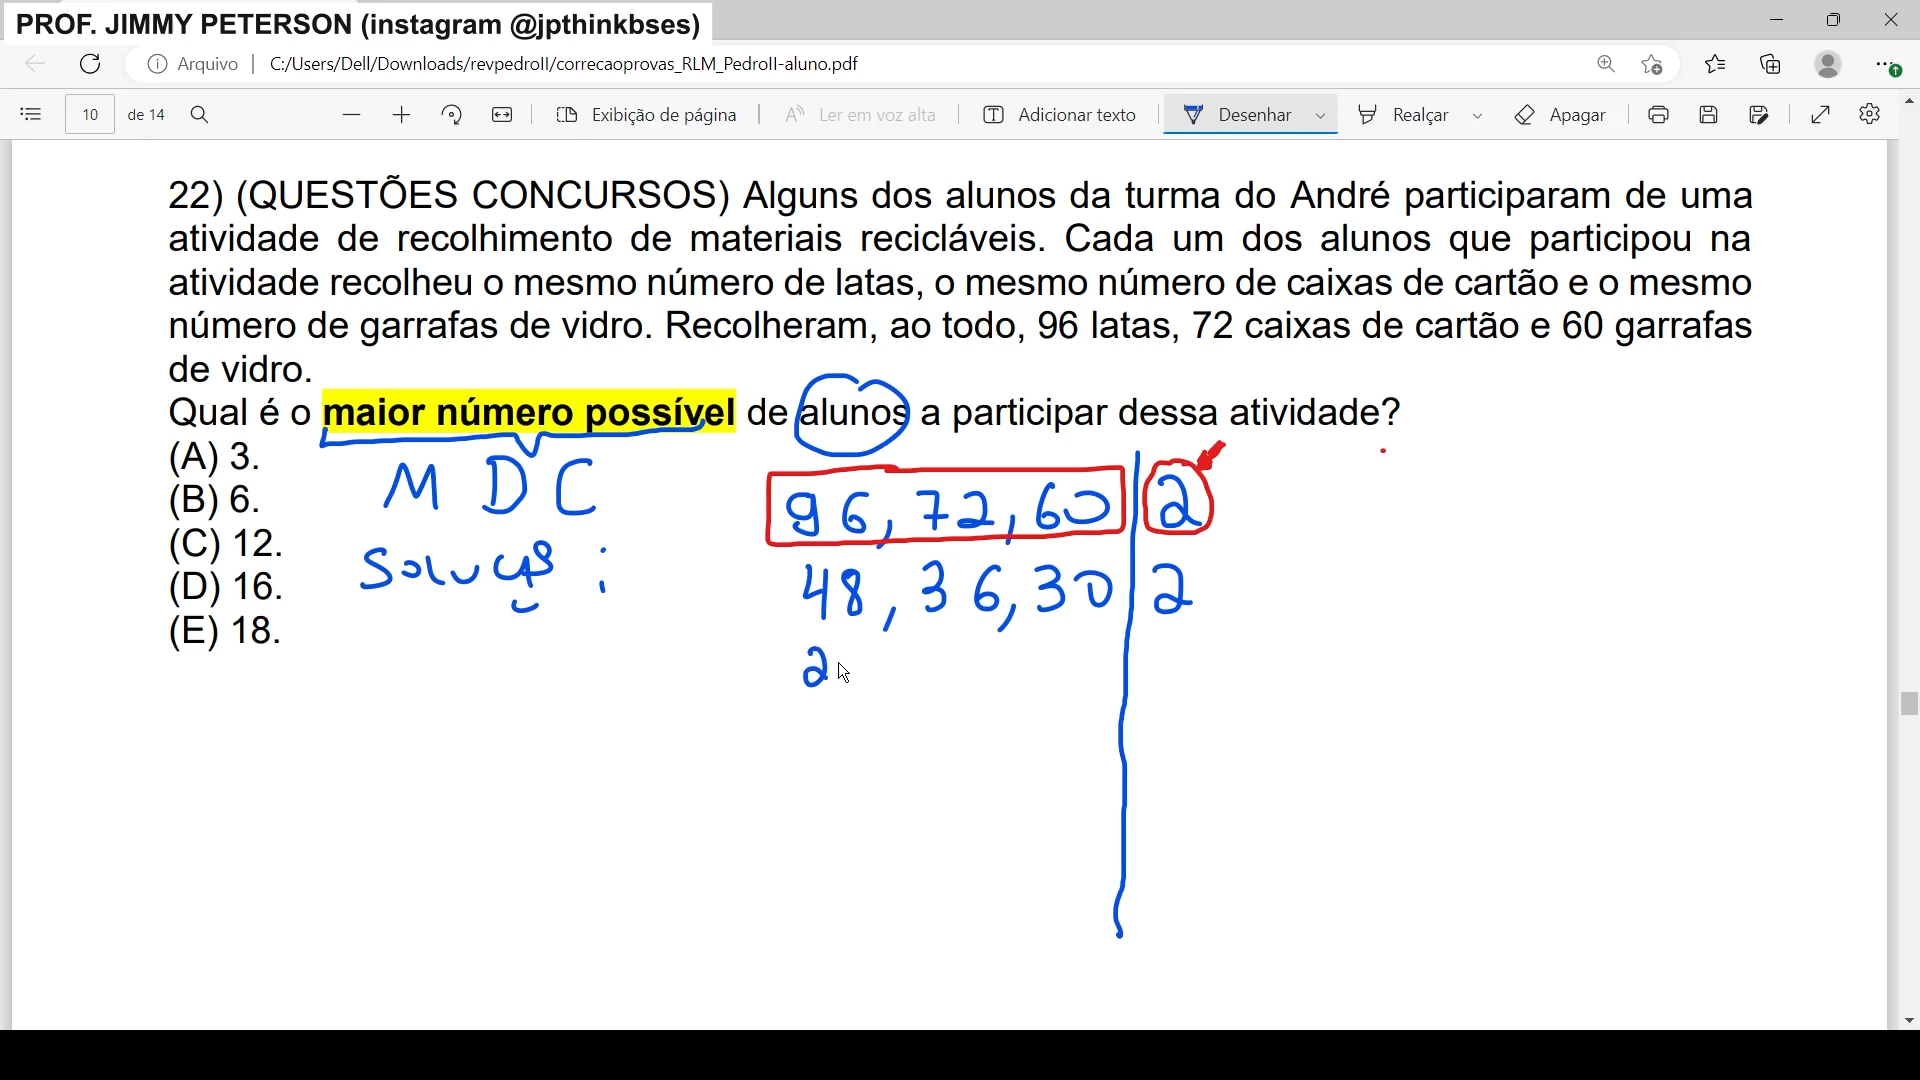 PROF. JIMMY PETERSON (instagram @jpthinkbses)
Arquivo | C:/Users/Dell/Downloads/revpedroII/correcaoprovas_RLM_PedroII-aluno.pdf
10 de 14 Exibição de página Ler em voz alta Adicionar texto Desenhar Realçar Apagar
22) (QUESTÕES CONCURSOS) Alguns dos alunos da turma do André participaram de uma
atividade de recolhimento de materiais recicláveis. Cada um dos alunos que participou na
atividade recolheu o mesmo número de latas, o mesmo número de caixas de cartão e o mesmo
número de garrafas de vidro. Recolheram, ao todo, 96 latas, 72 caixas de cartão e 60 garrafas
de vidro.
Qual é o maior número possível de alunos a participar dessa atividade?
(A) 3.
(B) 6.
(C) 12.
(D) 16.
(E) 18.
M D C
96, 72, 60 2
48, 36, 30 2
2